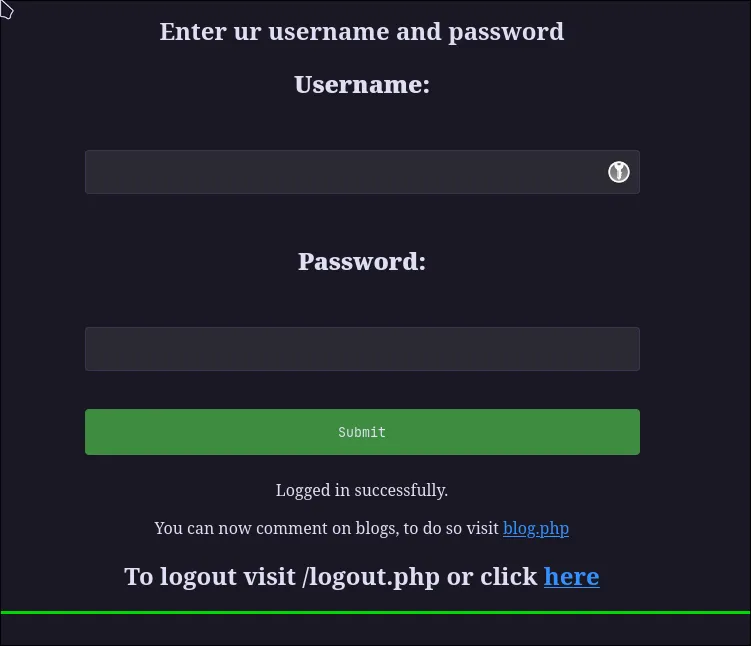 Enter ur username and password
Username:
Password:
Submit
Logged in successfully.
You can now comment on blogs, to do so visit blog.php
To logout visit /logout.php or click here